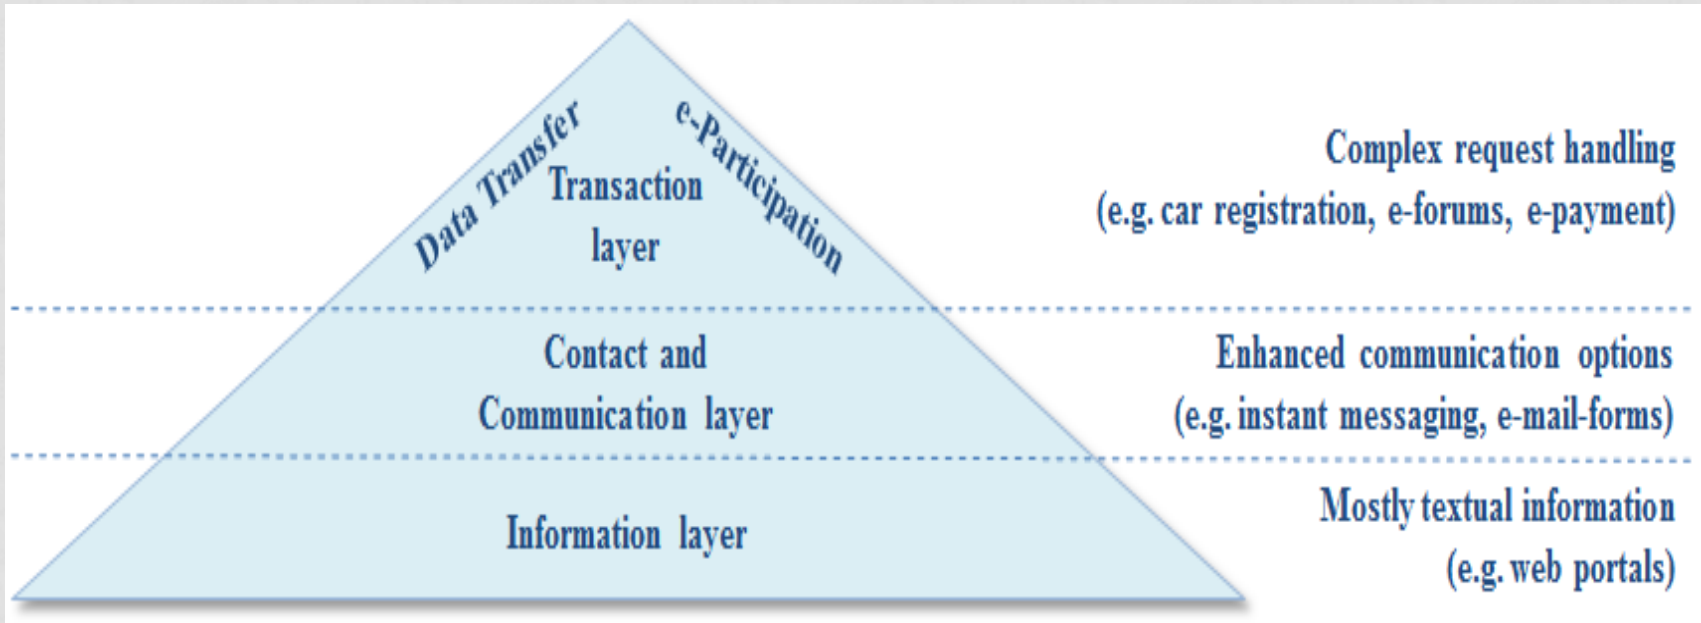 Data Transfer
e-Participation
Transaction
layer
Complex request handling
(e.g. car registration, e-forums, e-payment)
Contact and
Communication layer
Enhanced communication options
(e.g. instant messaging, e-mail-forms)
Information layer
Mostly textual information
(e.g. web portals)